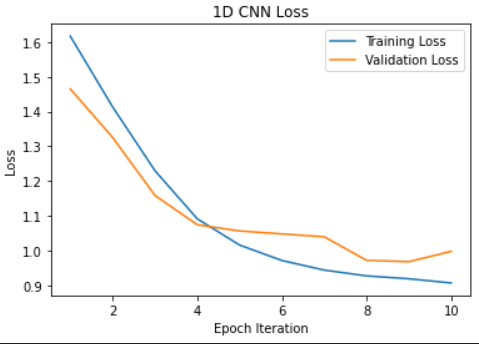 1D CNN Loss
Training Loss
Validation Loss
1.6
1.5
1.4
1.3
1.2
1.1
1.0
0.9
Loss
2 4 6 8 10
Epoch Iteration